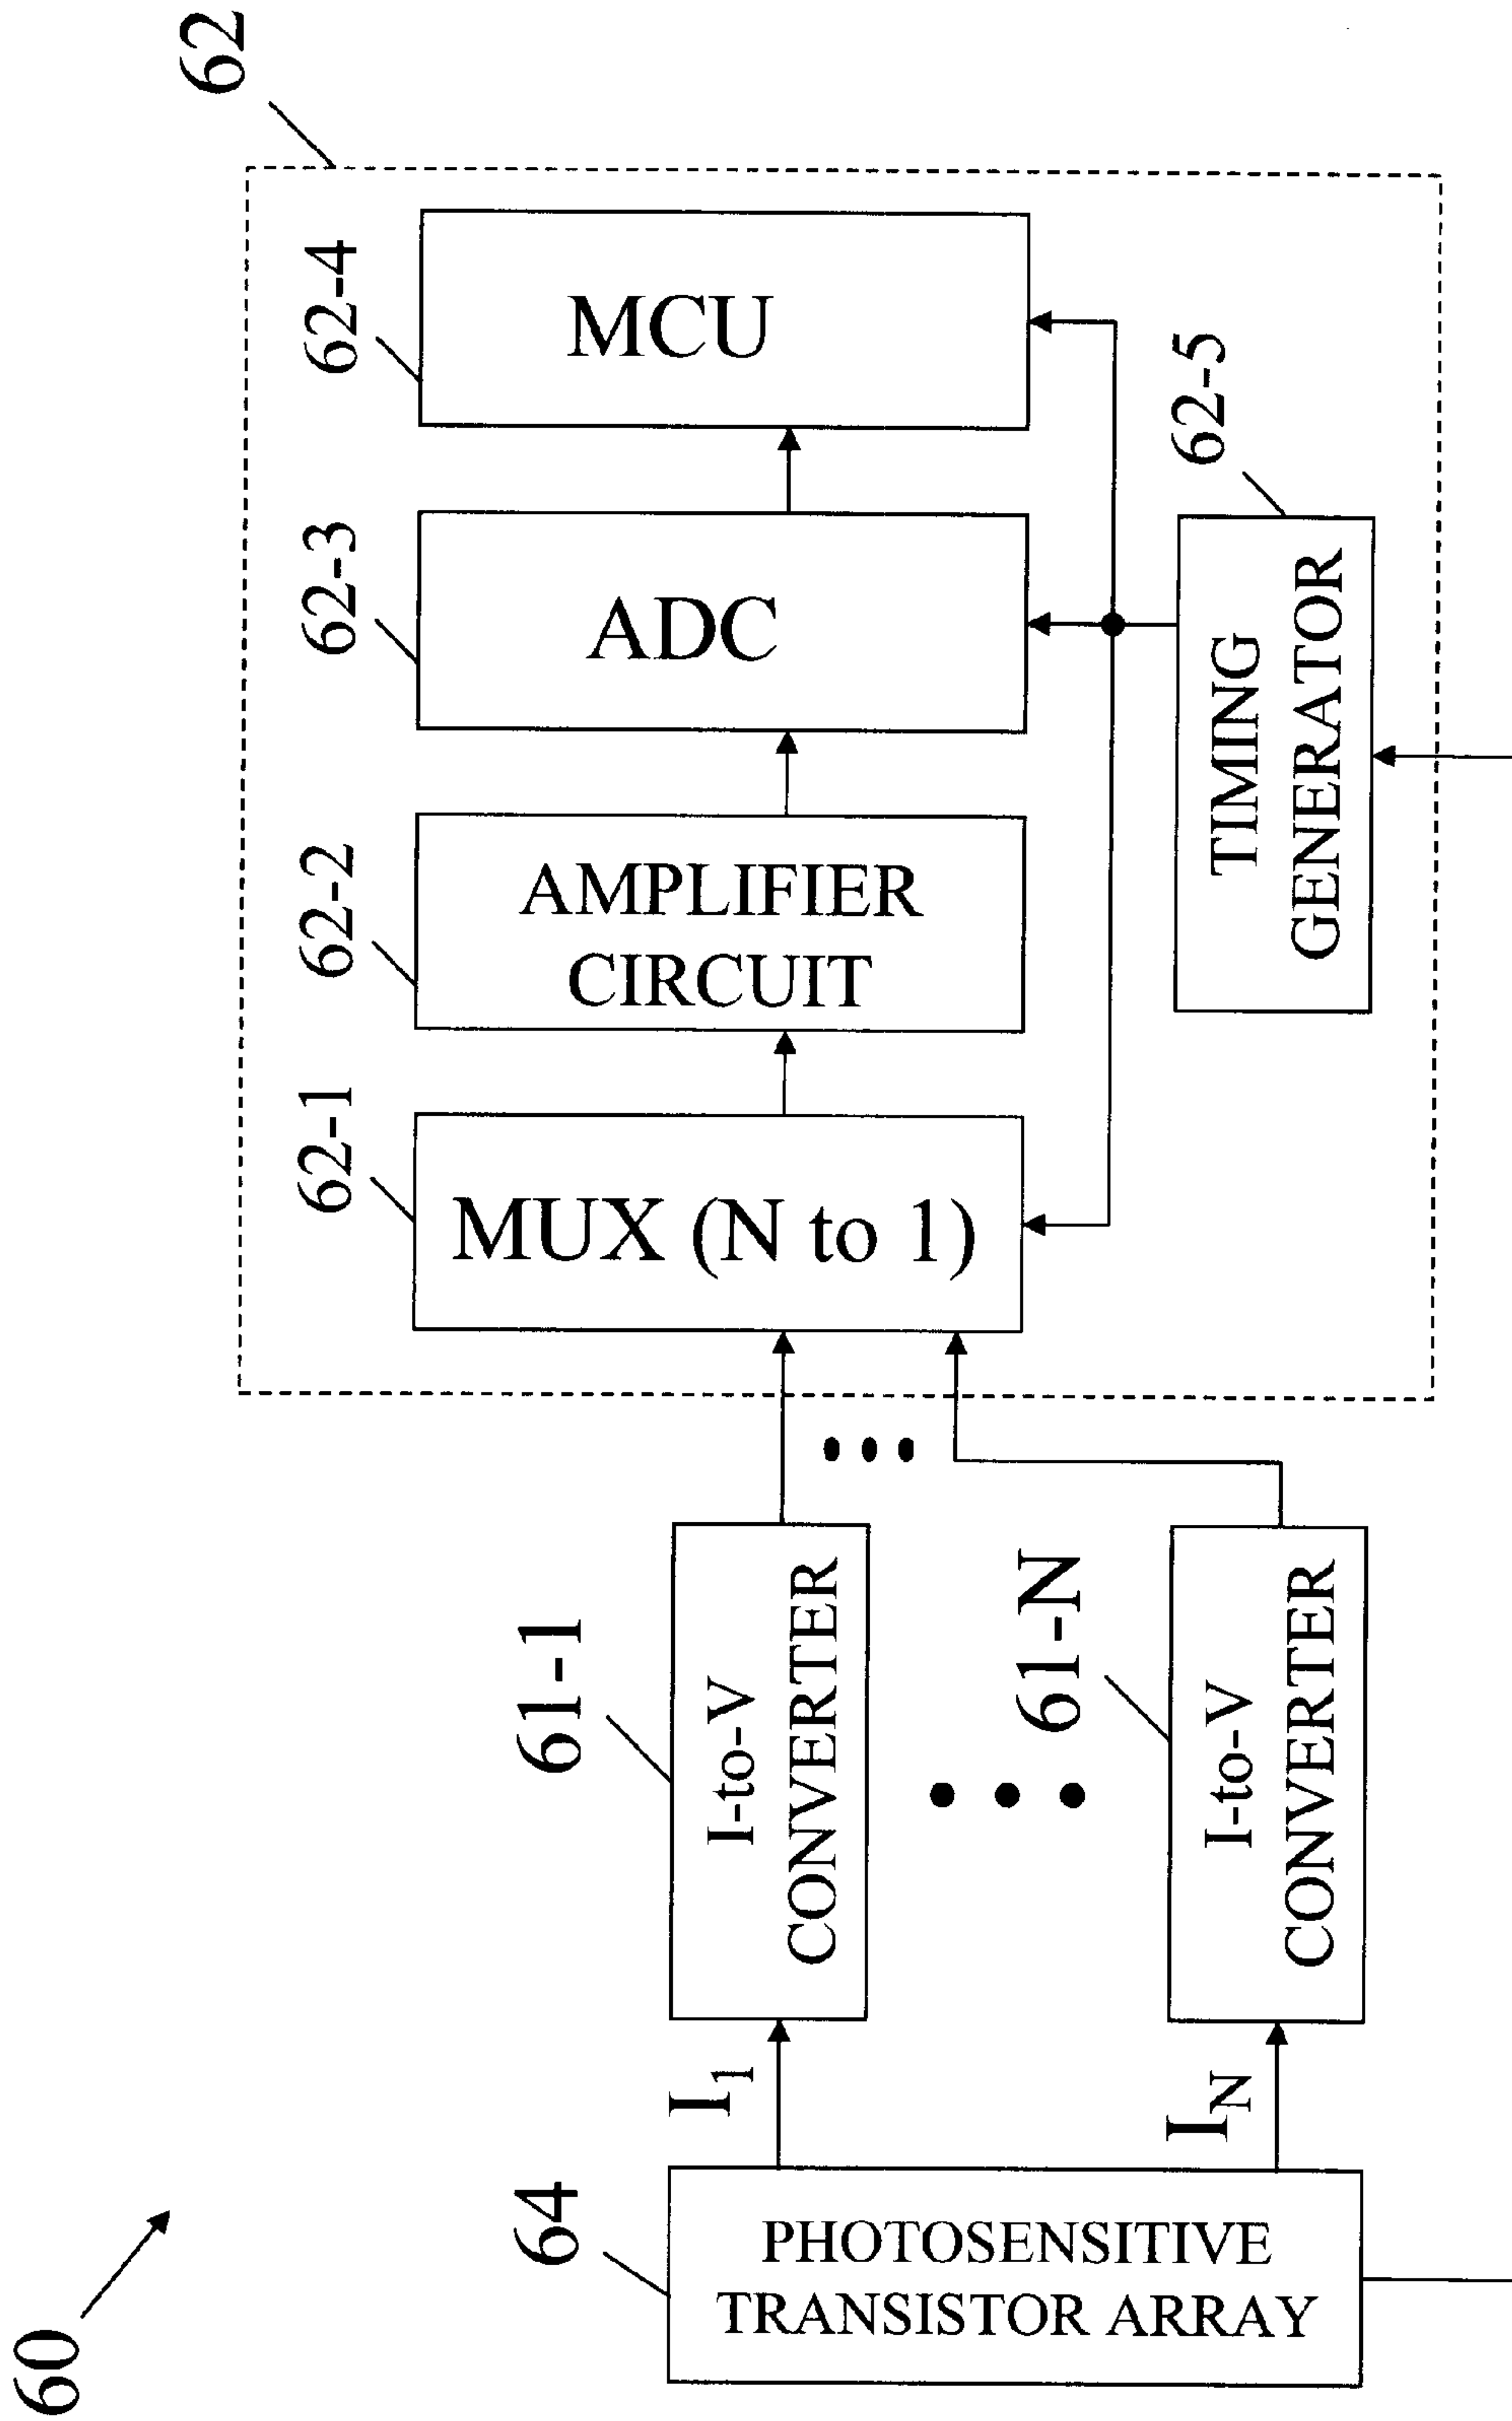 60
62
62-1
62-2
62-3
62-4
MUX (N to 1)
AMPLIFIER
CIRCUIT
ADC
MCU
62-5
TIMING
GENERATOR
61-1
I-to-V
CONVERTER
61-N
I-to-V
CONVERTER
64
PHOTOSENSITIVE
TRANSISTOR ARRAY
I1
IN